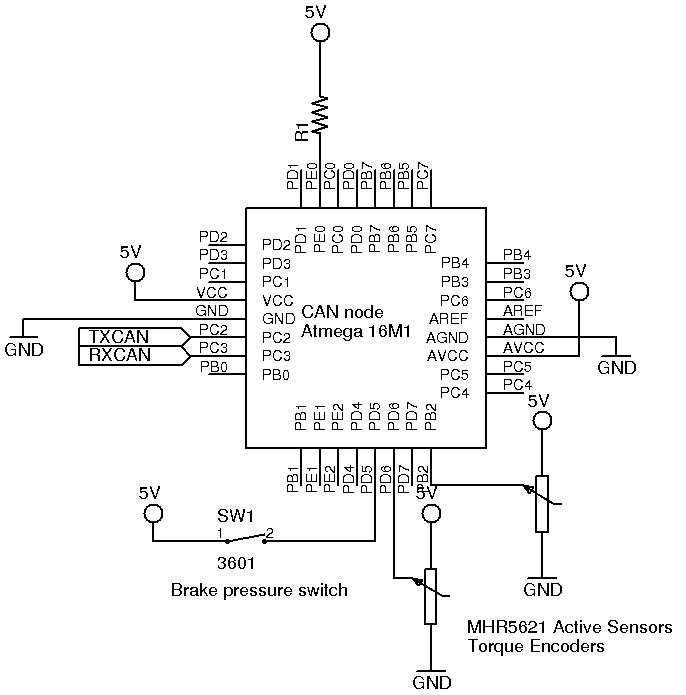 5V
R1
PD1 PE0 PC0 PD0 PB7 PB6 PB5 PC7
PD1 PE0 PC0 PD0 PB7 PB6 PB5 PC7
PD2 PD2
PD3 PD3
PC1 PC1
VCC VCC
GND GND
PC2 PC2
PC3 PC3
PB0 PB0
5V
GND
TXCAN
RXCAN
CAN node
Atmega 16M1
PB4 PB4
PB3 PB3
PC6 PC6
AREF AREF
AGND AGND
AVCC AVCC
PC5 PC5
PC4 PC4
5V
GND
PB1 PE1 PE2 PD4 PD5 PD6 PD7 PB2
PB1 PE1 PE2 PD4 PD5 PD6 PD7 PB2
5V
5V
5V
SW1
1 2
3601
Brake pressure switch
GND
MHR5621 Active Sensors
Torque Encoders
GND